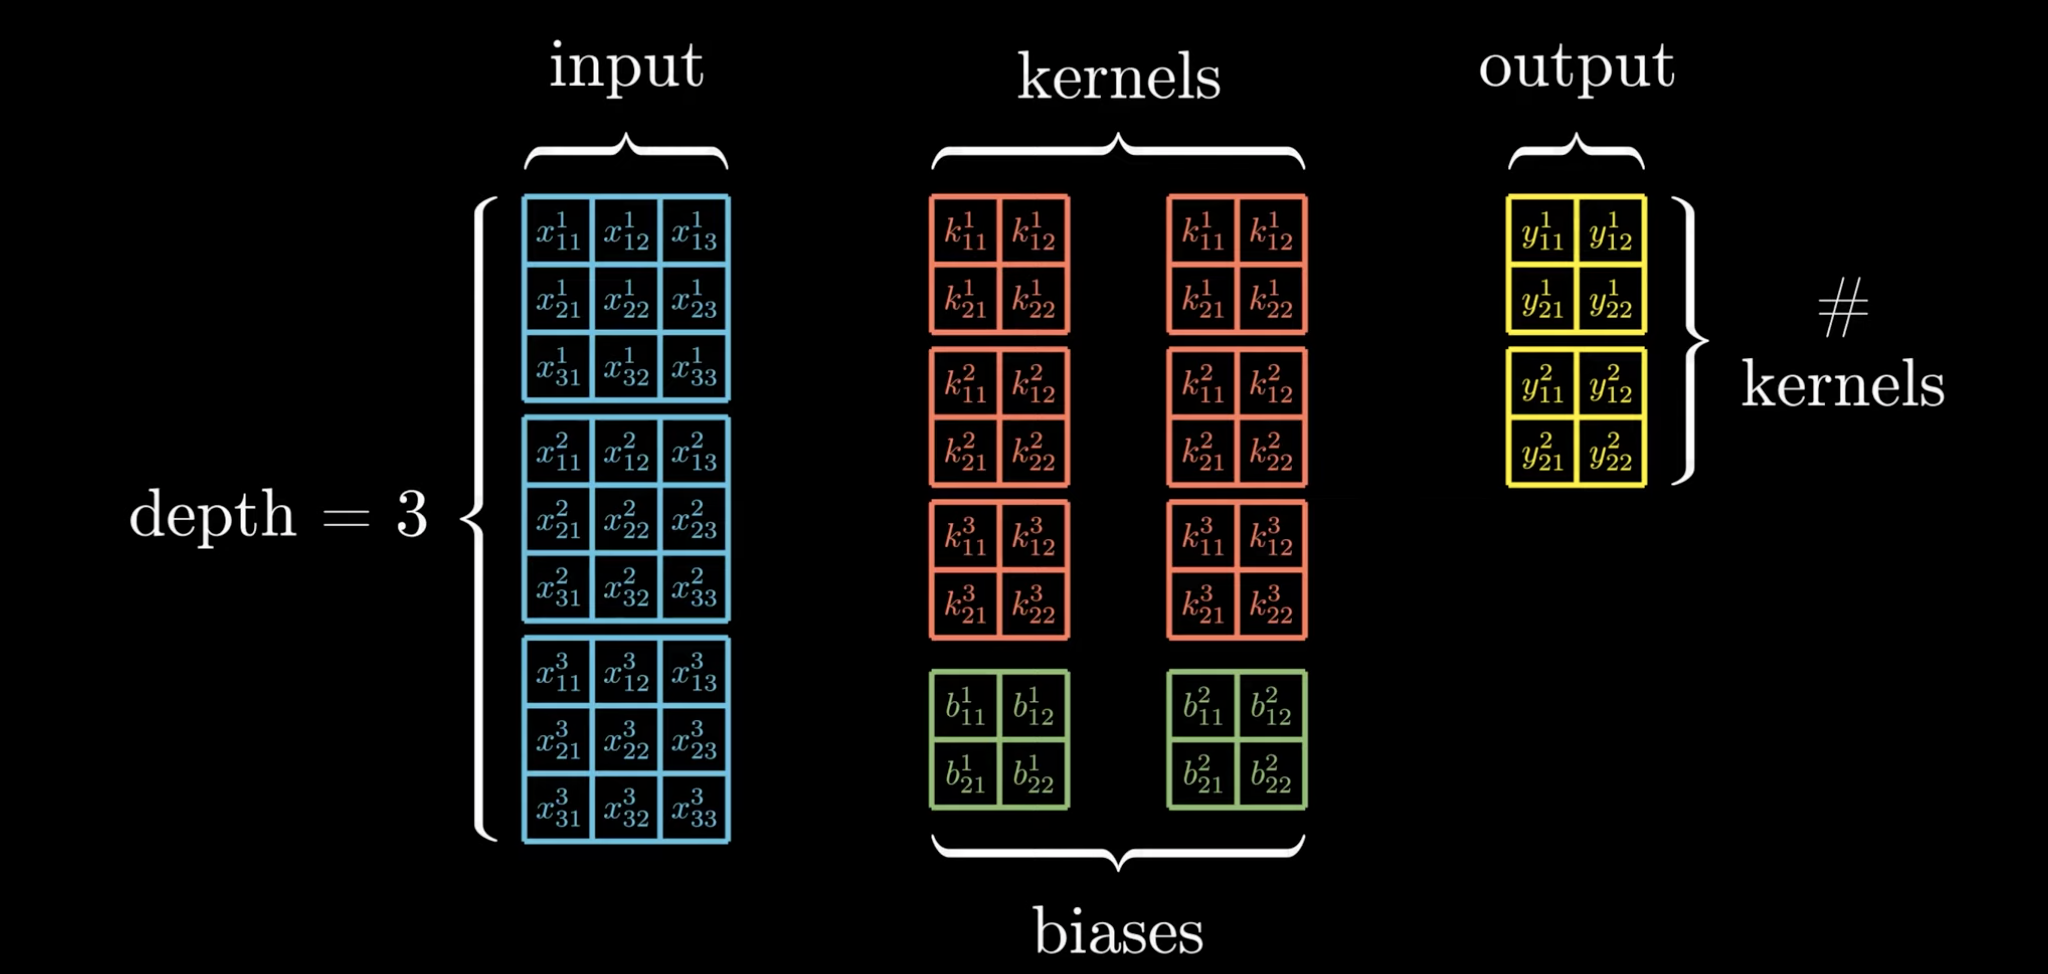 input
kernels
output
depth = 3
# 
kernels
x^1_{11} x^1_{12} x^1_{13}
x^1_{21} x^1_{22} x^1_{23}
x^1_{31} x^1_{32} x^1_{33}
x^2_{11} x^2_{12} x^2_{13}
x^2_{21} x^2_{22} x^2_{23}
x^2_{31} x^2_{32} x^2_{33}
x^3_{11} x^3_{12} x^3_{13}
x^3_{21} x^3_{22} x^3_{23}
x^3_{31} x^3_{32} x^3_{33}
k^1_{11} k^1_{12} k^1_{11} k^1_{12}
k^1_{21} k^1_{22} k^1_{21} k^1_{22}
k^2_{11} k^2_{12} k^2_{11} k^2_{12}
k^2_{21} k^2_{22} k^2_{21} k^2_{22}
k^3_{11} k^3_{12} k^3_{11} k^3_{12}
k^3_{21} k^3_{22} k^3_{21} k^3_{22}
b^1_{11} b^1_{12} b^2_{11} b^2_{12}
b^1_{21} b^1_{22} b^2_{21} b^2_{22}
y^1_{11} y^1_{12}
y^1_{21} y^1_{22}
y^2_{11} y^2_{12}
y^2_{21} y^2_{22}
biases